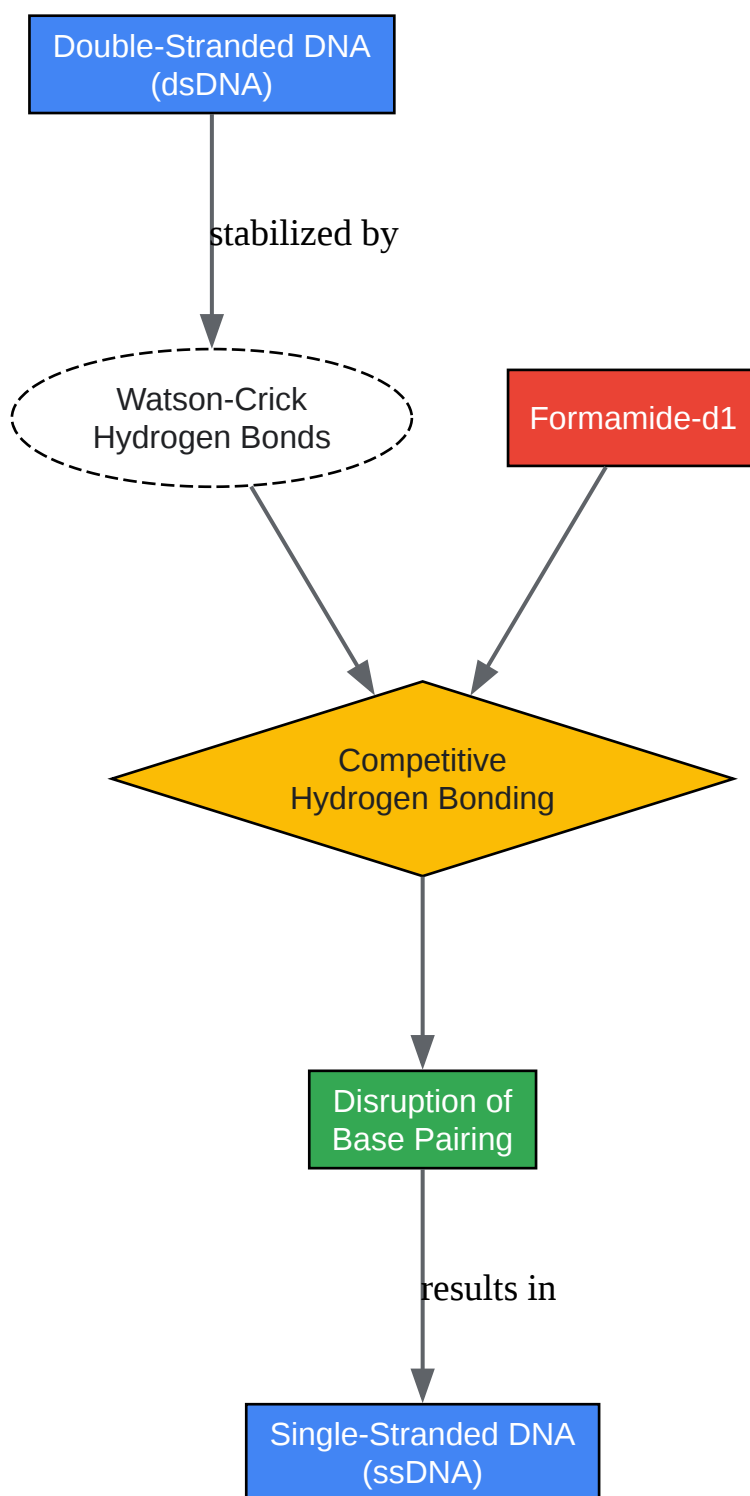 Double-Stranded DNA
(dsDNA)
stabilized by
Watson-Crick
Hydrogen Bonds
Formamide-d1
Competitive
Hydrogen Bonding
Disruption of
Base Pairing
results in
Single-Stranded DNA
(ssDNA)